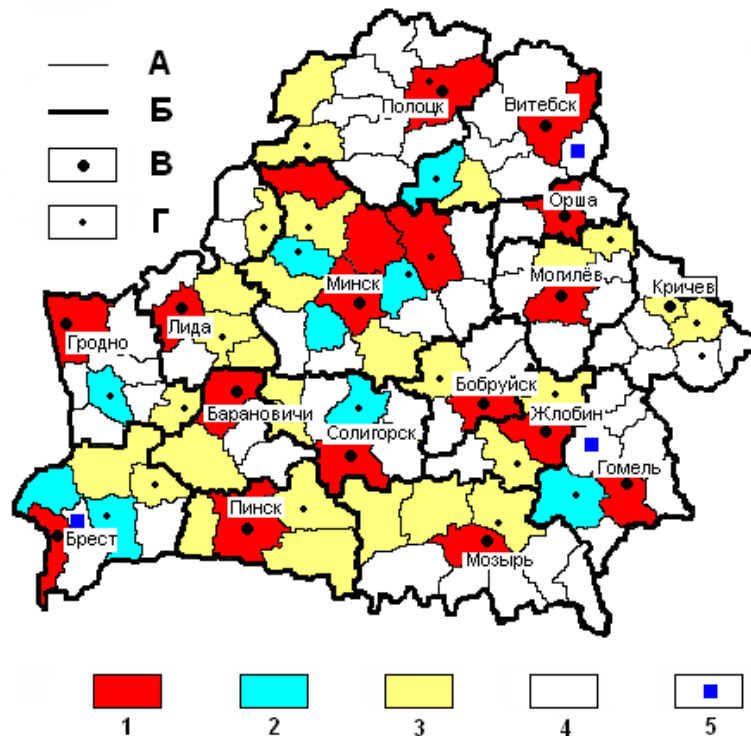 А
Б
В
Г
Полоцк
Витебск
Орша
Минск
Могилёв
Кричев
Лида
Гродно
Бобруйск
Барановичи
Жлобин
Солигорск
Гомель
Пинск
Брест
Мозырь
1 2 3 4 5